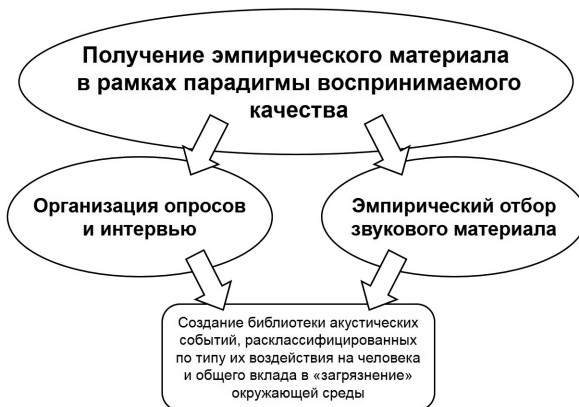 Получение эмпирического материала
в рамках парадигмы воспринимаемого
качества
Организация опросов
и интервью
Эмпирический отбор
звукового материала
Создание библиотеки акустических
событий, расклассифицированных
по типу их воздействия на человека
и общего вклада в «загрязнение»
окружающей среды